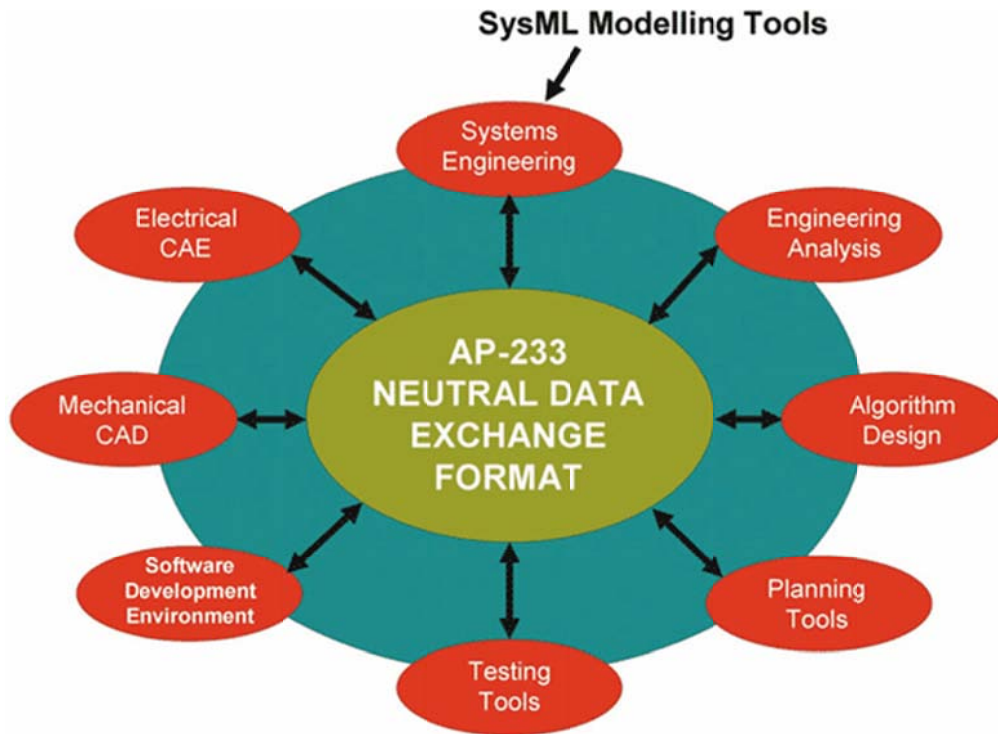 SysML Modelling Tools
Systems
Engineering
Electrical
CAE
Engineering
Analysis
AP-233
NEUTRAL DATA
EXCHANGE
FORMAT
Mechanical
CAD
Algorithm
Design
Software
Development
Environment
Planning
Tools
Testing
Tools